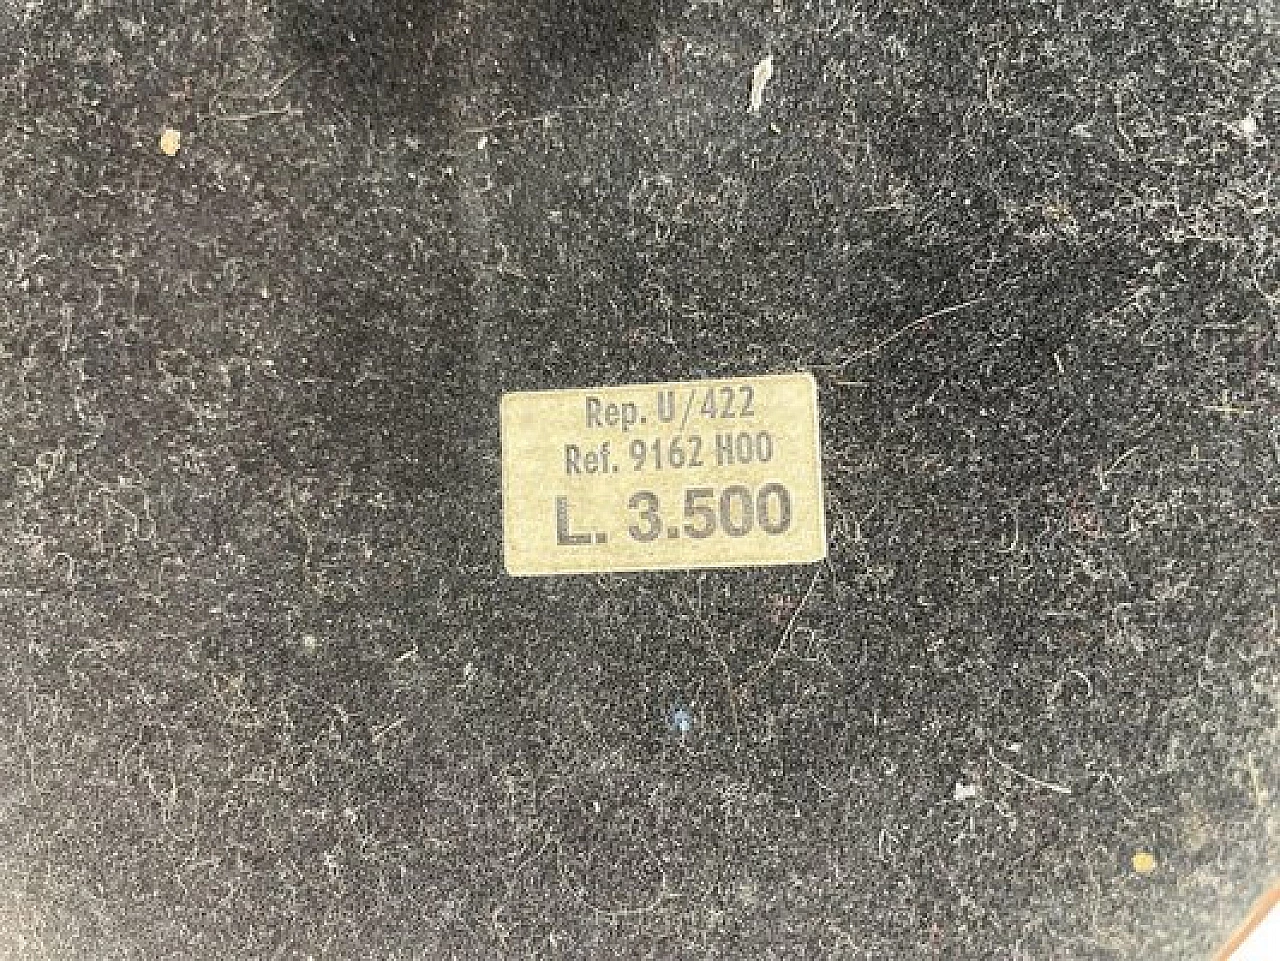 Rep. U/422
Ref. 9162 H00
L. 3.500